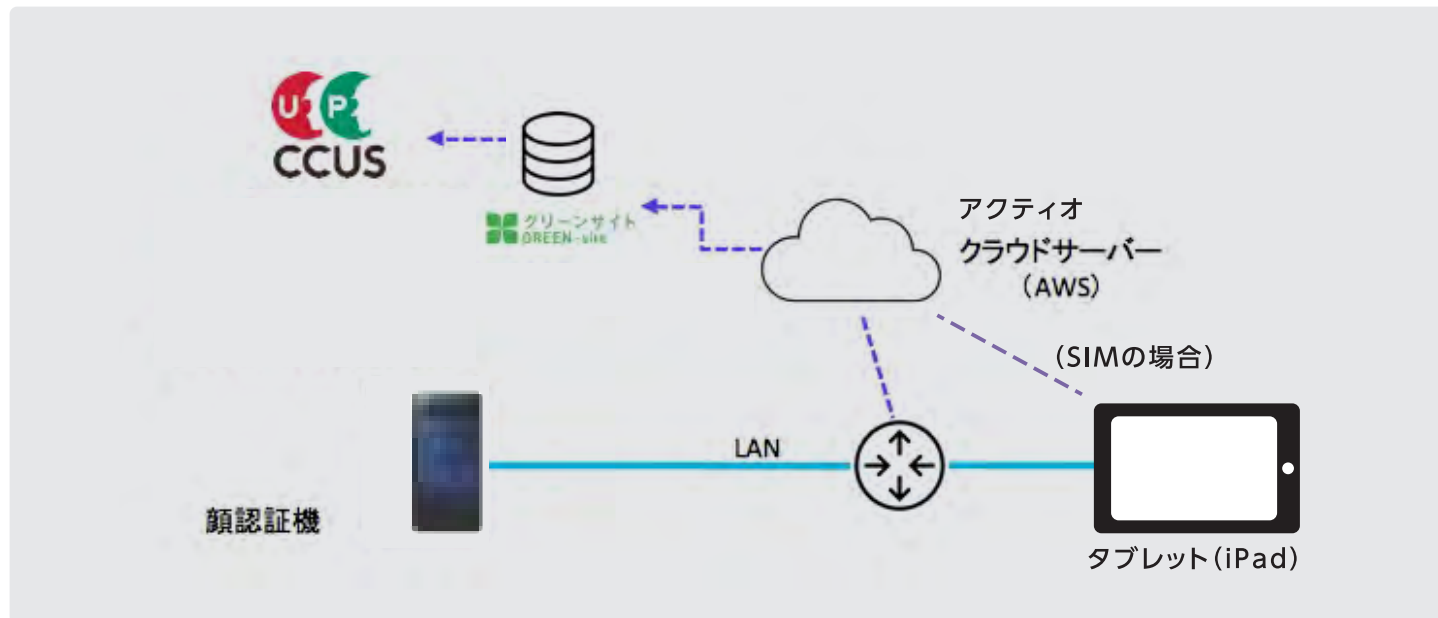 UP
CCUS
グリーンサイト
GREEN-site
アクティオ
クラウドサーバー
(AWS)
(SIMの場合)
LAN
顔認証機
タブレット(iPad)